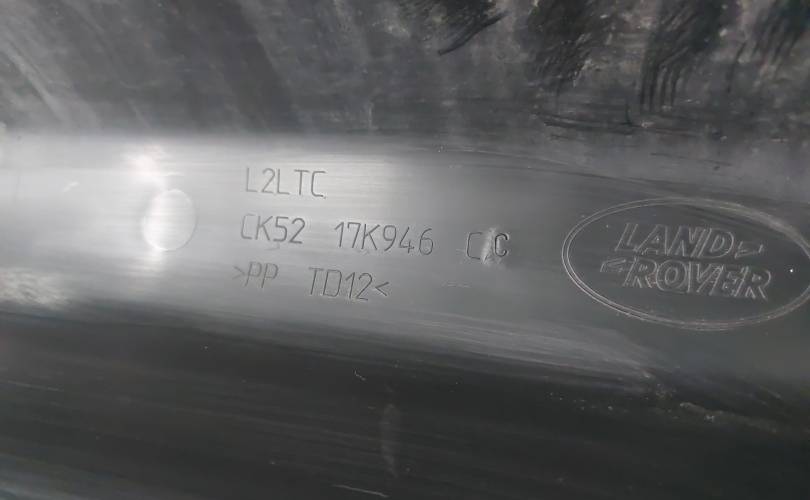 L2LTC
CK52 17K946 CC
>PP TD12<
LAND
ROVER